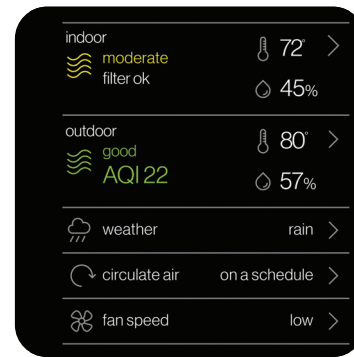 indoor
moderate
filter ok
72°
45%
outdoor
good
AQI 22
80°
57%
weather rain
circulate air on a schedule
fan speed low